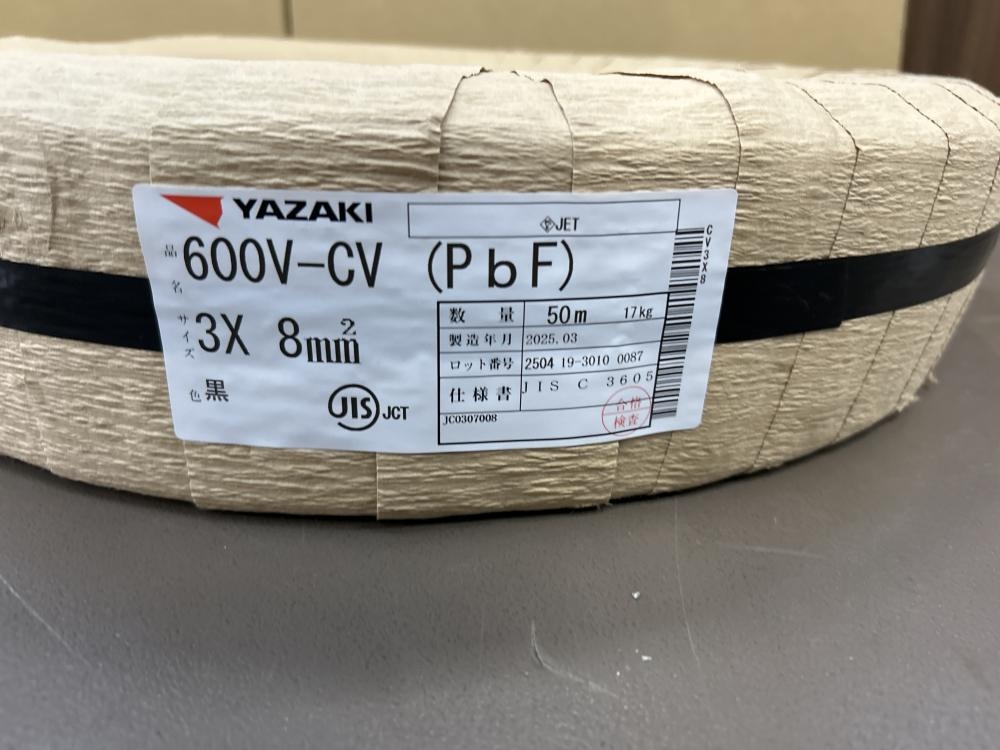 YAZAKI
PS E JET
品名 600V-CV (PbF)
サイズ 3X 8mm2
色 黒
JIS JCT
数量 50m 17kg
製造年月 2025.03
ロット番号 2504 19-3010 0087
仕様書 JIS C 3605
JC0307008
合格
検査
CV3X8